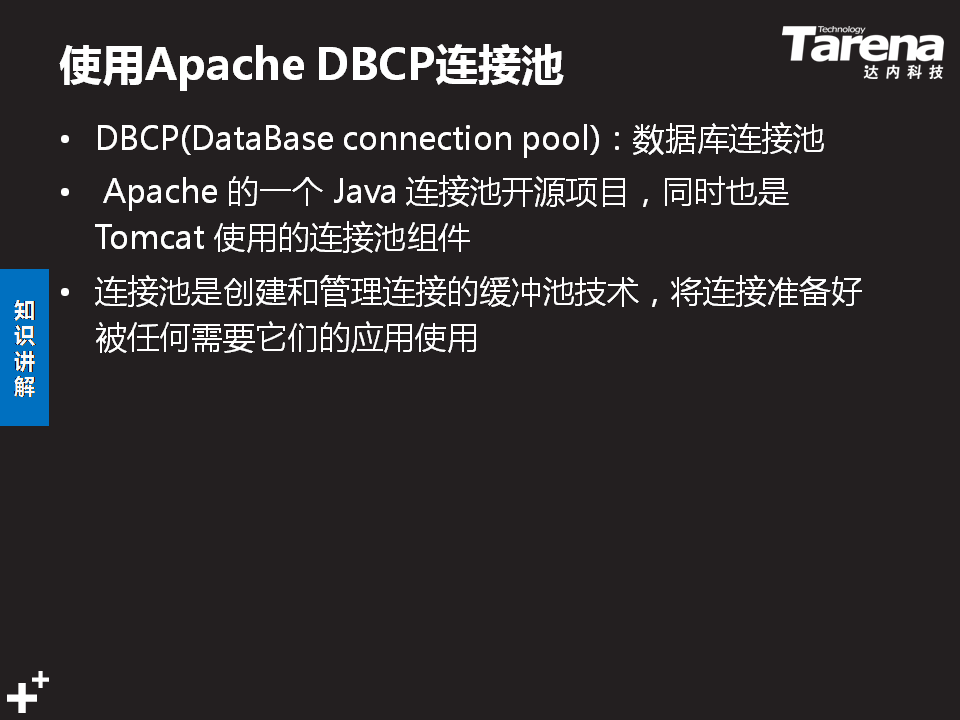 使用Apache DBCP连接池
Technology
Tarena
达内科技
• DBCP(DataBase connection pool)：数据库连接池
• Apache 的一个 Java 连接池开源项目，同时也是
Tomcat 使用的连接池组件
• 连接池是创建和管理连接的缓冲池技术，将连接准备好
被任何需要它们的应用使用
知
识
讲
解